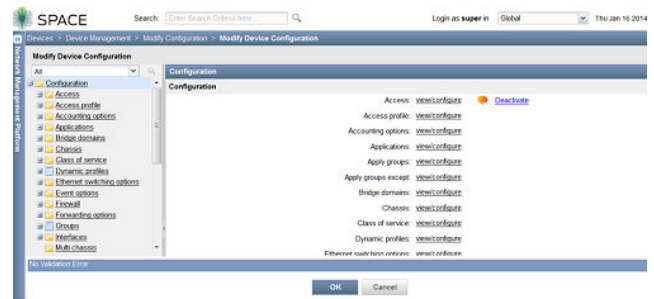 SPACE
Search: Enter Search Criteria here ...
Login as super in Global
Thu Jan 16 2014
Devices > Device Management > Modify Configuration > Modify Device Configuration
Network Management Platform
Modify Device Configuration
All
Configuration
Access
Access profile
Accounting options
Applications
Bridge domains
Chassis
Class of service
Dynamic profiles
Ethernet switching options
Event options
Firewall
Forwarding options
Groups
Interfaces
Multi chassis
Configuration
Configuration
Access: view/configure Deactivate
Access profile: view/configure
Accounting options: view/configure
Applications: view/configure
Apply groups: view/configure
Apply groups except: view/configure
Bridge domains: view/configure
Chassis: view/configure
Class of service: view/configure
Dynamic profiles: view/configure
Ethernet switching options: view/configure
No Validation Error
OK
Cancel